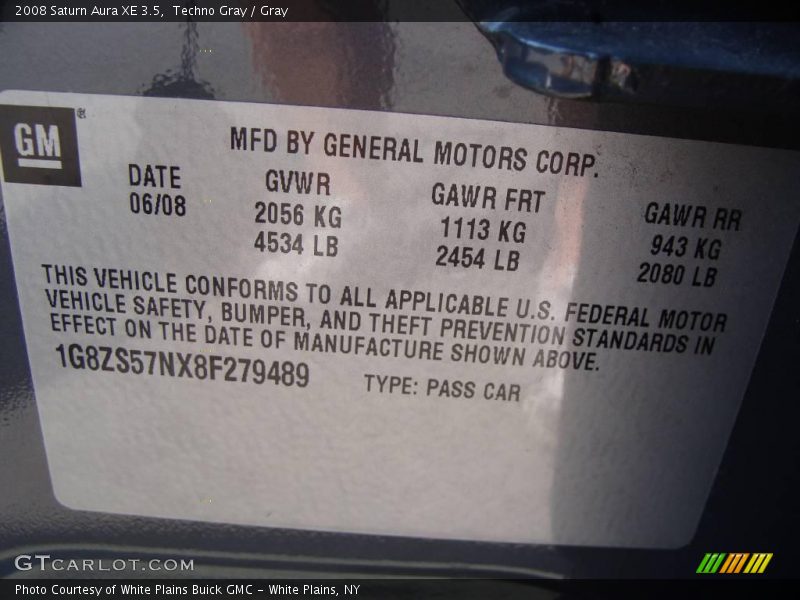 2008 Saturn Aura XE 3.5, Techno Gray / Gray
GM ®
MFD BY GENERAL MOTORS CORP.
DATE GVWR GAWR FRT GAWR RR
06/08 2056 KG 1113 KG 943 KG
4534 LB 2454 LB 2080 LB
THIS VEHICLE CONFORMS TO ALL APPLICABLE U.S. FEDERAL MOTOR
VEHICLE SAFETY, BUMPER, AND THEFT PREVENTION STANDARDS IN
EFFECT ON THE DATE OF MANUFACTURE SHOWN ABOVE.
1G8ZS57NX8F279489 TYPE: PASS CAR
GTCARLOT.COM
Photo Courtesy of White Plains Buick GMC - White Plains, NY